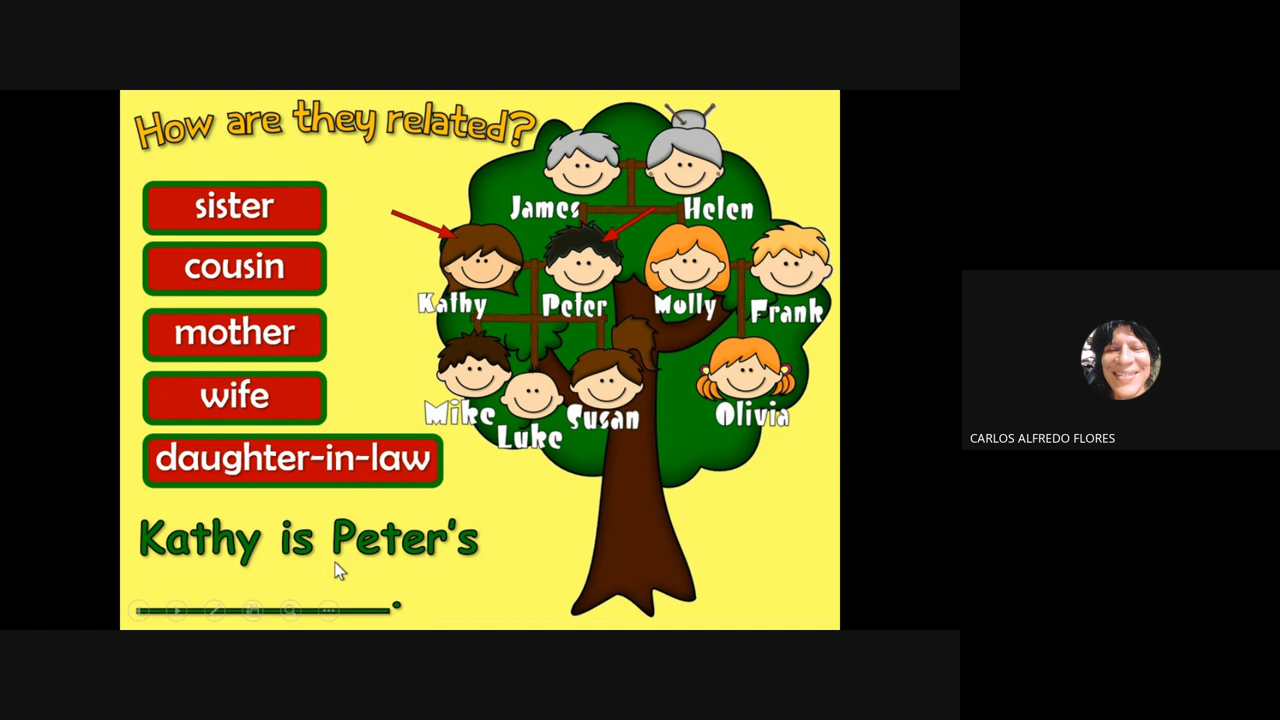 How are they related?
sister
cousin
mother
wife
daughter-in-law
James
Helen
Kathy
Peter
Molly
Frank
Mike
Luke
Susan
Olivia
Kathy is Peter's
.
CARLOS ALFREDO FLORES